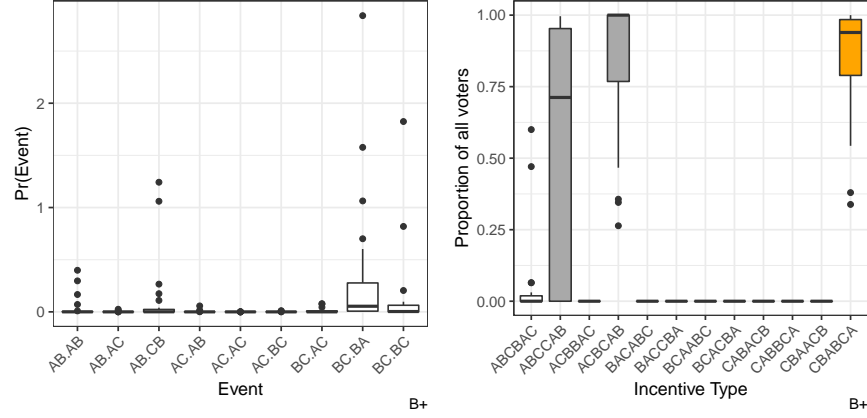 Pr(Event)
2
1
0
AB.AB
AB.AC
AB.CB
AC.AB
AC.AC
AC.BC
BC.AC
BC.BA
BC.BC
Event
B+
Proportion of all voters
1.00
0.75
0.50
0.25
0.00
ABCBAC
ABCCAB
ACBBAC
ACBCAB
BACABC
BACCBA
BCAABC
BCACBA
CABACB
CABBCA
CBAACB
CBABCA
Incentive Type
B+